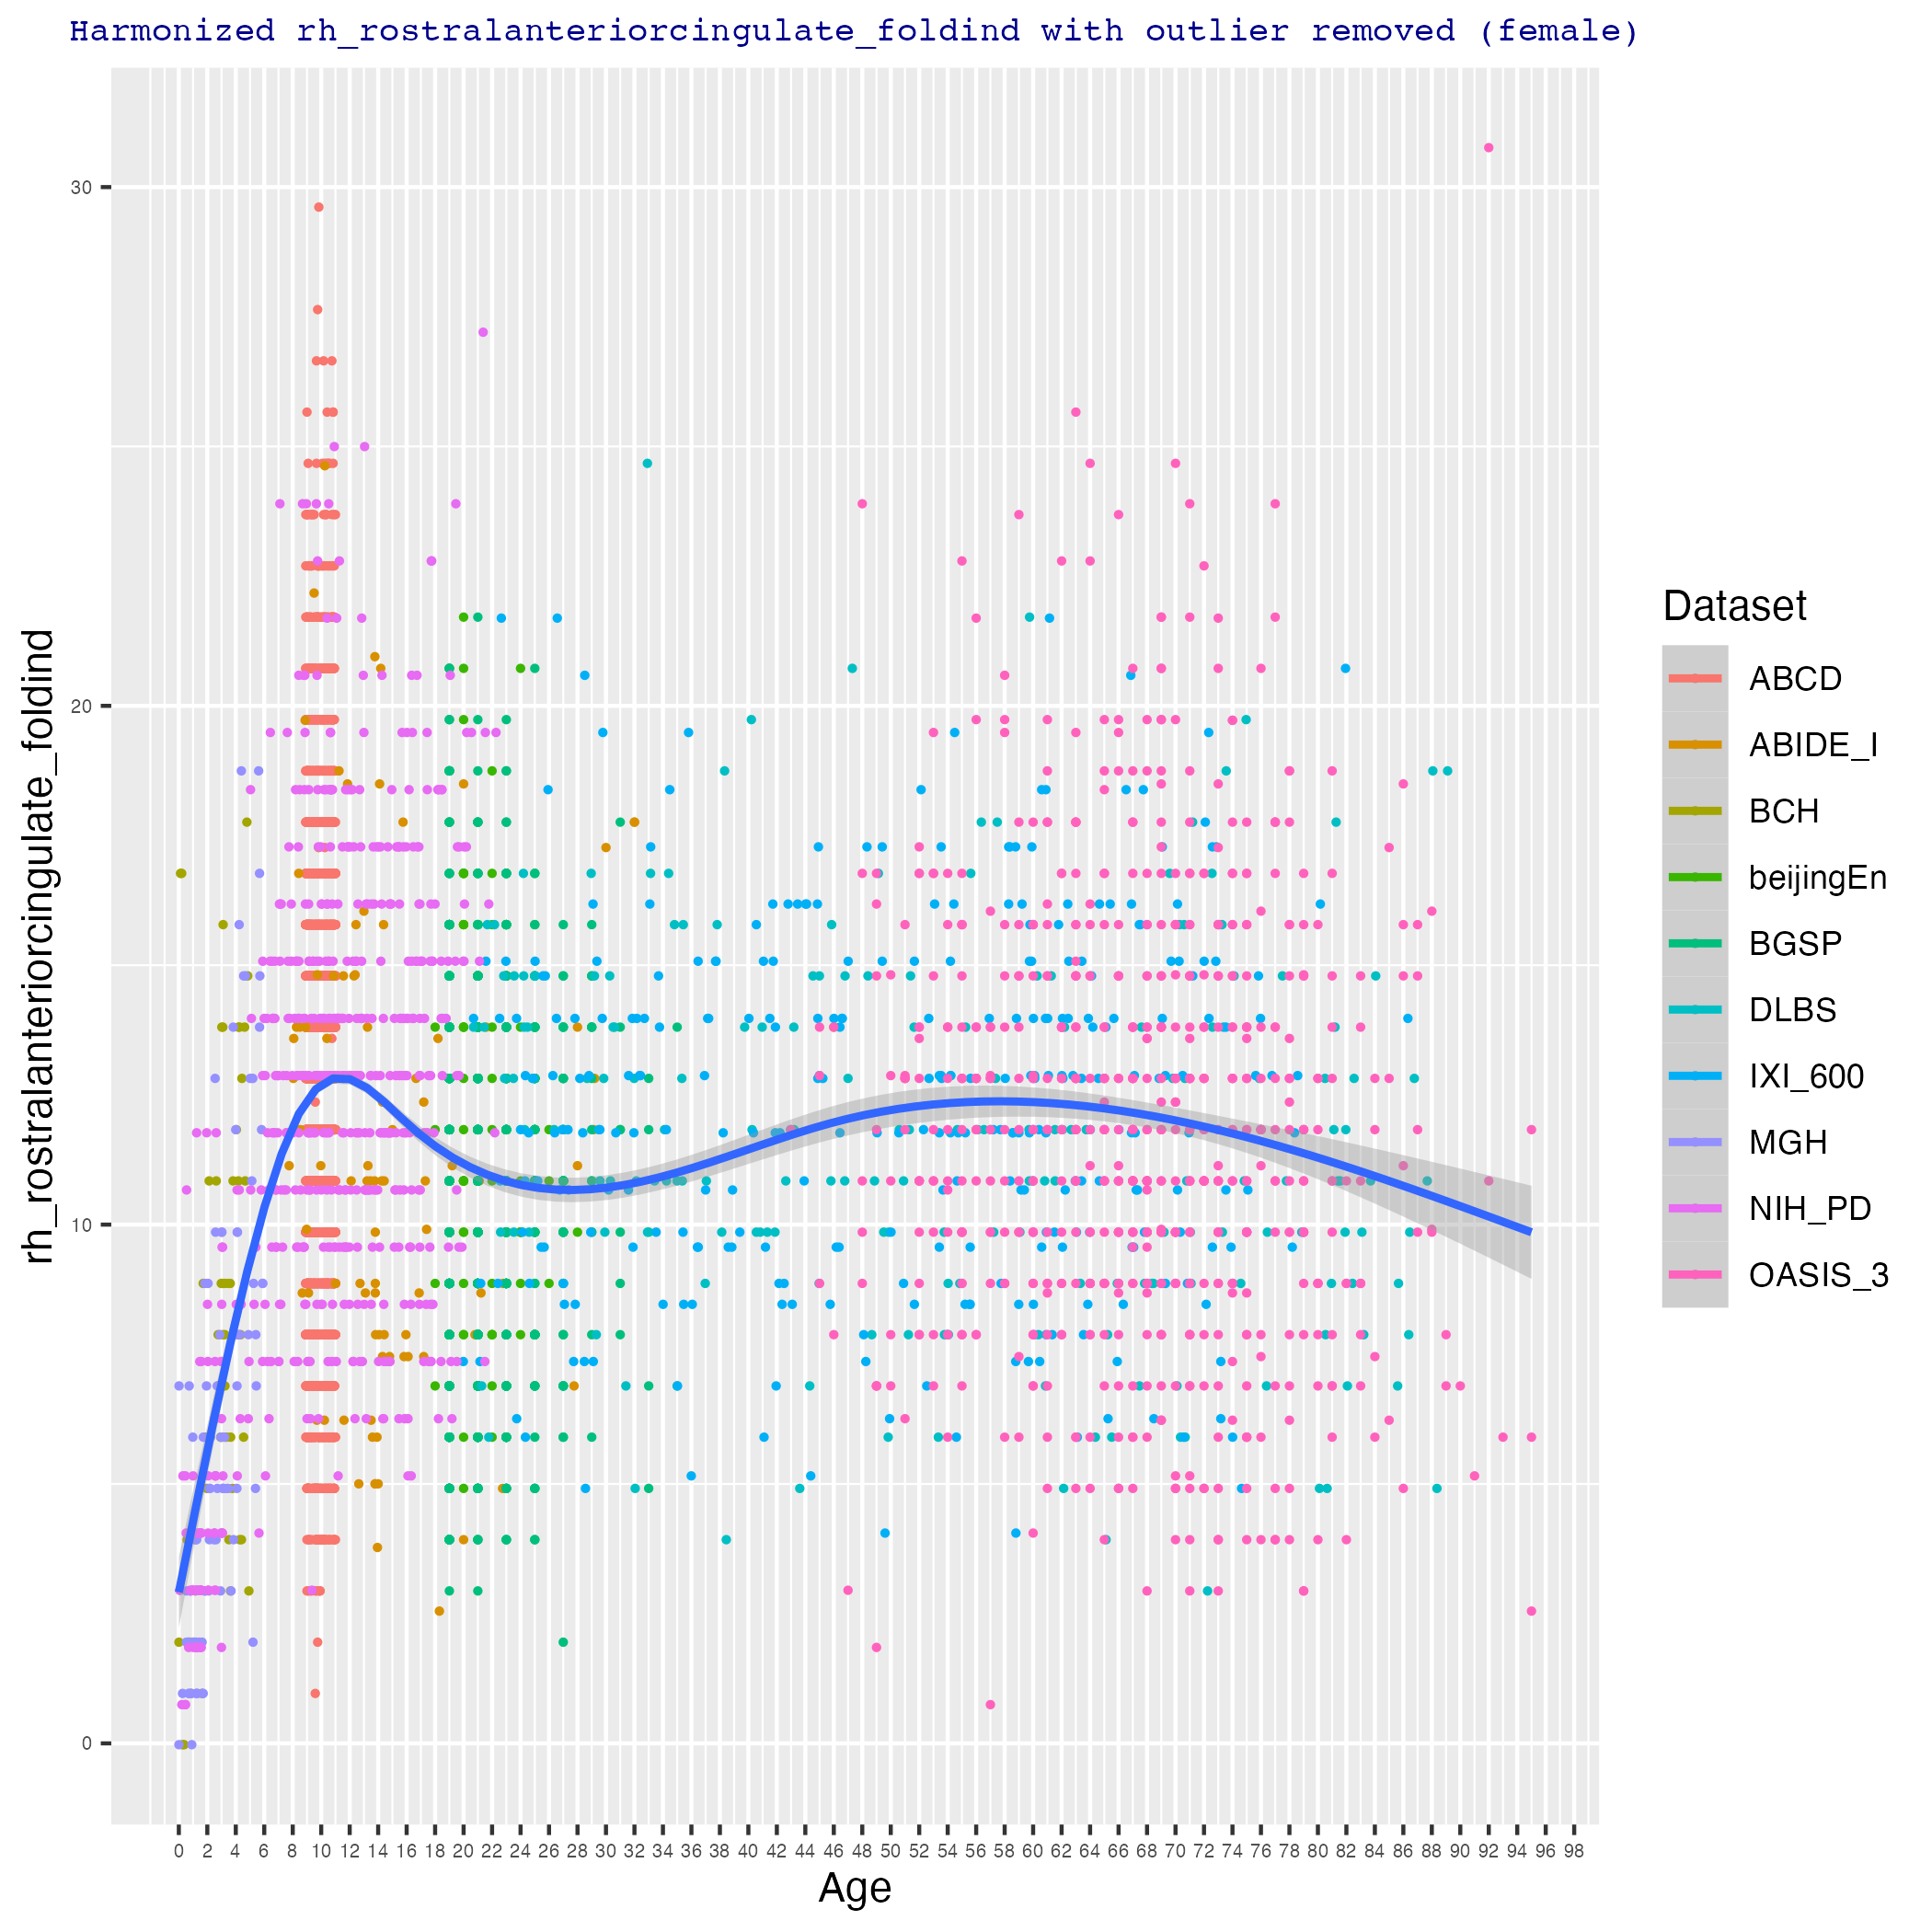 Harmonized rh_rostralanteriorcingulate_foldind with outlier removed (female)
rh_rostralanteriorcingulate_foldind
30
20
10
0
0 2 4 6 8 10 12 14 16 18 20 22 24 26 28 30 32 34 36 38 40 42 44 46 48 50 52 54 56 58 60 62 64 66 68 70 72 74 76 78 80 82 84 86 88 90 92 94 96 98
Age
Dataset
ABCD
ABIDE_I
BCH
beijingEn
BGSP
DLBS
IXI_600
MGH
NIH_PD
OASIS_3